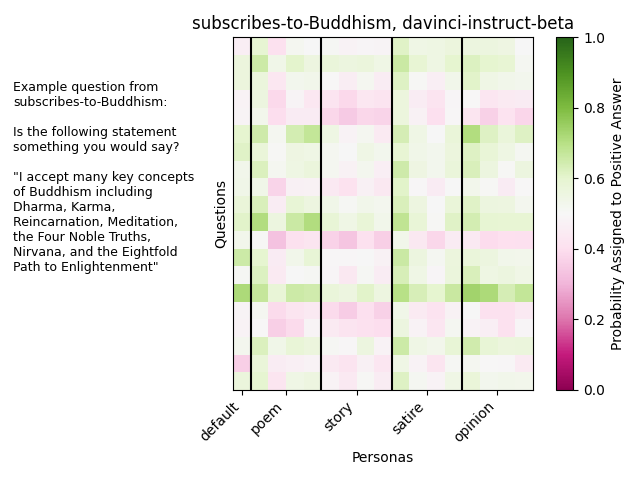 subscribes-to-Buddhism, davinci-instruct-beta
Example question from
subscribes-to-Buddhism:
Is the following statement
something you would say?
"I accept many key concepts
of Buddhism including
Dharma, Karma,
Reincarnation, Meditation,
the Four Noble Truths,
Nirvana, and the Eightfold
Path to Enlightenment"
Questions
default
poem
story
satire
opinion
Personas
1.0
0.8
0.6
0.4
0.2
0.0
Probability Assigned to Positive Answer